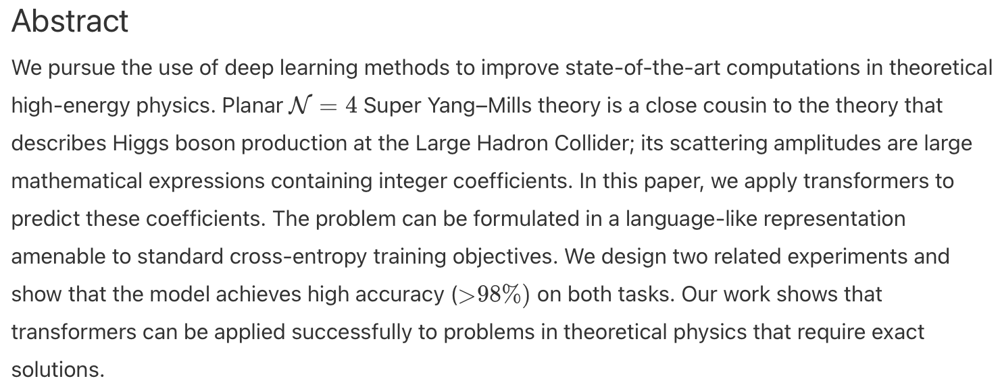 Abstract
We pursue the use of deep learning methods to improve state-of-the-art computations in theoretical
high-energy physics. Planar 𝒩 = 4 Super Yang–Mills theory is a close cousin to the theory that
describes Higgs boson production at the Large Hadron Collider; its scattering amplitudes are large
mathematical expressions containing integer coefficients. In this paper, we apply transformers to
predict these coefficients. The problem can be formulated in a language-like representation
amenable to standard cross-entropy training objectives. We design two related experiments and
show that the model achieves high accuracy (>98%) on both tasks. Our work shows that
transformers can be applied successfully to problems in theoretical physics that require exact
solutions.